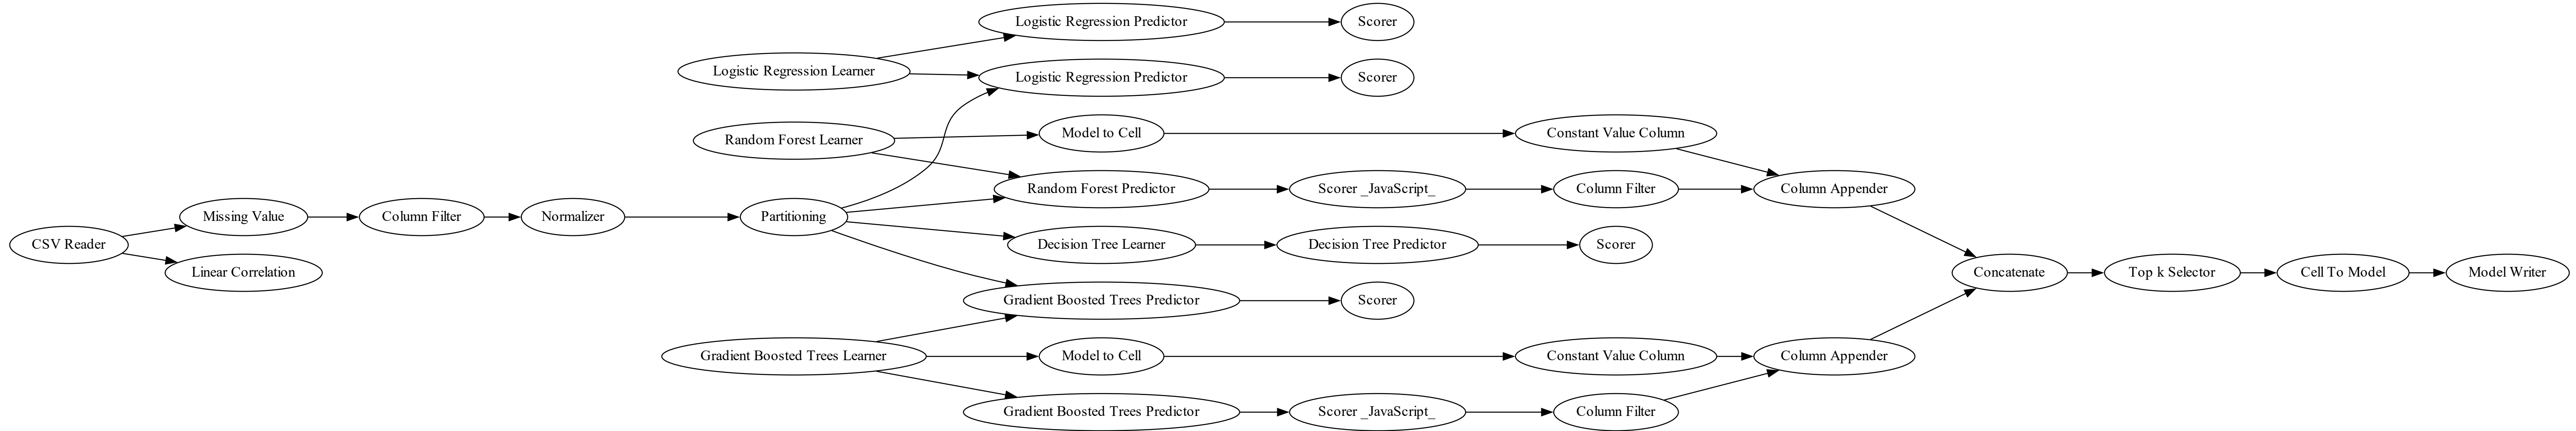 Logistic Regression Predictor
Scorer
Logistic Regression Learner
Logistic Regression Predictor
Scorer
Random Forest Learner
Model to Cell
Constant Value Column
Random Forest Predictor
Scorer _JavaScript_
Column Filter
Column Appender
Missing Value
Column Filter
Normalizer
Partitioning
CSV Reader
Decision Tree Learner
Decision Tree Predictor
Scorer
Linear Correlation
Concatenate
Top k Selector
Cell To Model
Model Writer
Gradient Boosted Trees Predictor
Scorer
Gradient Boosted Trees Learner
Model to Cell
Constant Value Column
Column Appender
Gradient Boosted Trees Predictor
Scorer _JavaScript_
Column Filter